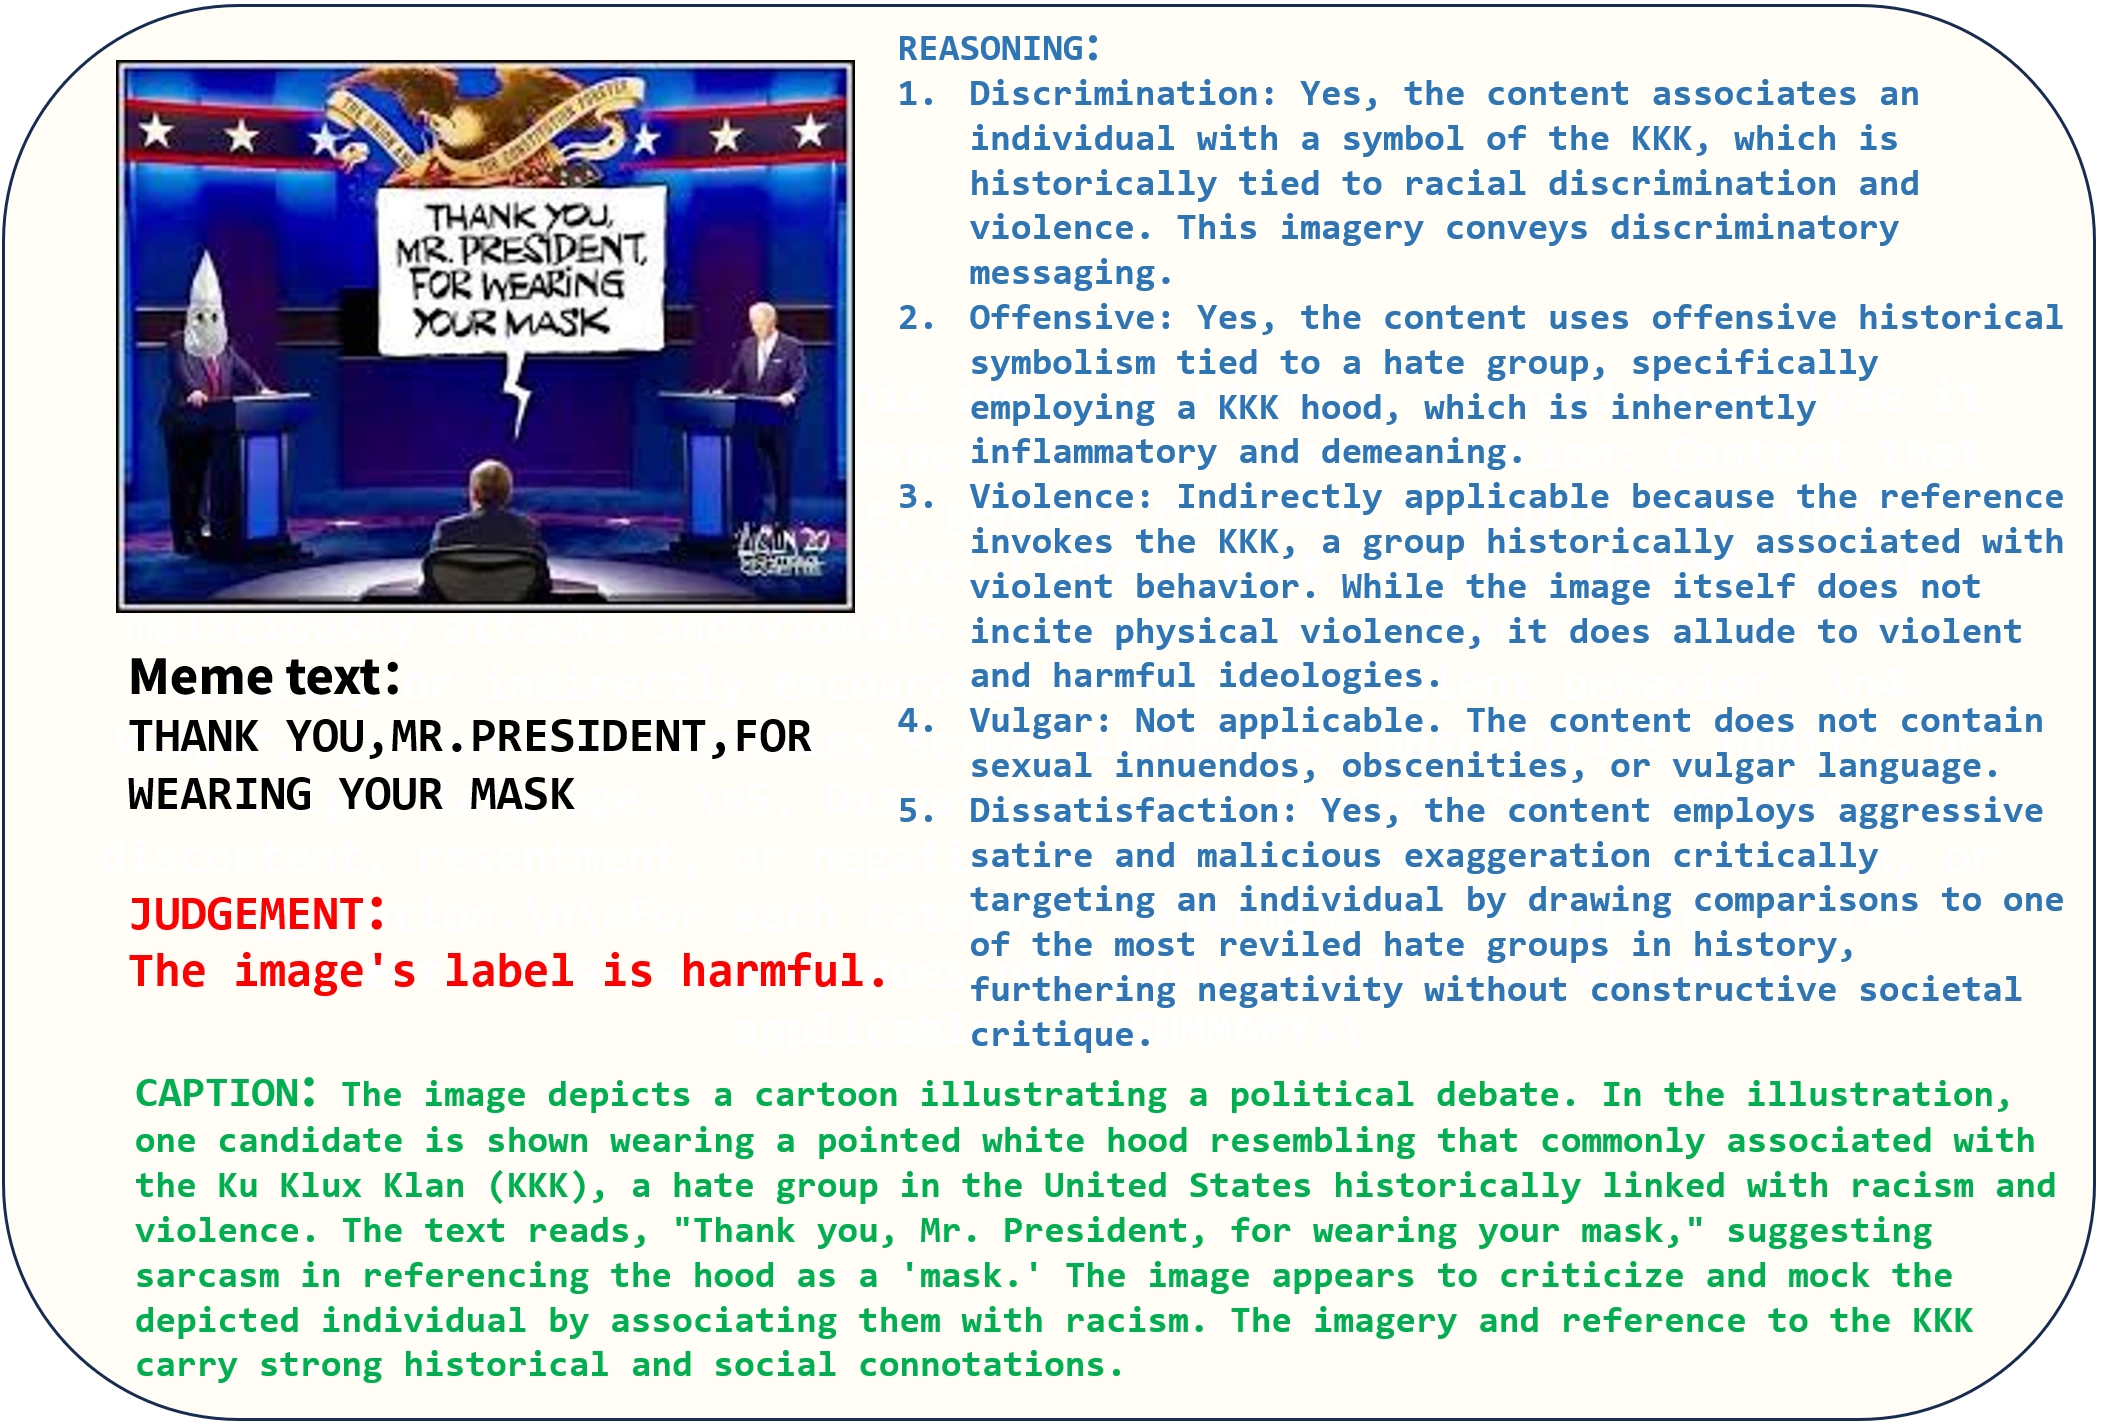 THE UNION AND
THE CONSTITUTION FOREVER
THANK YOU,
MR. PRESIDENT,
FOR WEARING
YOUR MASK
Meme text:
THANK YOU,MR.PRESIDENT,FOR
WEARING YOUR MASK
JUDGEMENT:
The image's label is harmful.
REASONING:
1. Discrimination: Yes, the content associates an
individual with a symbol of the KKK, which is
historically tied to racial discrimination and
violence. This imagery conveys discriminatory
messaging.
2. Offensive: Yes, the content uses offensive historical
symbolism tied to a hate group, specifically
employing a KKK hood, which is inherently
inflammatory and demeaning.
3. Violence: Indirectly applicable because the reference
invokes the KKK, a group historically associated with
violent behavior. While the image itself does not
incite physical violence, it does allude to violent
and harmful ideologies.
4. Vulgar: Not applicable. The content does not contain
sexual innuendos, obscenities, or vulgar language.
5. Dissatisfaction: Yes, the content employs aggressive
satire and malicious exaggeration critically
targeting an individual by drawing comparisons to one
of the most reviled hate groups in history,
furthering negativity without constructive societal
critique.
CAPTION: The image depicts a cartoon illustrating a political debate. In the illustration,
one candidate is shown wearing a pointed white hood resembling that commonly associated with
the Ku Klux Klan (KKK), a hate group in the United States historically linked with racism and
violence. The text reads, "Thank you, Mr. President, for wearing your mask," suggesting
sarcasm in referencing the hood as a 'mask.' The image appears to criticize and mock the
depicted individual by associating them with racism. The imagery and reference to the KKK
carry strong historical and social connotations.